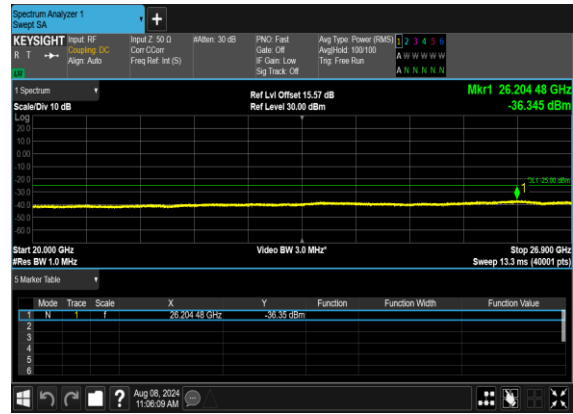 Spectrum Analyzer 1
Swept SA
+
KEYSIGHT
R T
LW
Input: RF
Coupling: DC
Align: Auto
Input Z: 50 Ω
Corr CCorr
Freq Ref: Int (S)
#Atten: 30 dB
PNO: Fast
Gate: Off
IF Gain: Low
Sig Track: Off
Avg Type: Power (RMS)
Avg|Hold: 100/100
Trig: Free Run
1 2 3 4 5 6
A W W W W W
A N N N N N
1 Spectrum
Scale/Div 10 dB
Log
Ref Lvl Offset 15.57 dB
Ref Level 30.00 dBm
Mkr1 26.204 48 GHz
-36.345 dBm
20.0
10.0
0.00
-10.0
-20.0
-30.0
-40.0
-50.0
-60.0
DL1 -25.00 dBm
1
Start 20.000 GHz
#Res BW 1.0 MHz
Video BW 3.0 MHz*
Stop 26.900 GHz
Sweep 13.3 ms (40001 pts)
5 Marker Table
Mode Trace Scale X Y Function Function Width Function Value
1 N 1 f 26.204 48 GHz -36.35 dBm
2
3
4
5
6
?
Aug 08, 2024
11:06:09 AM